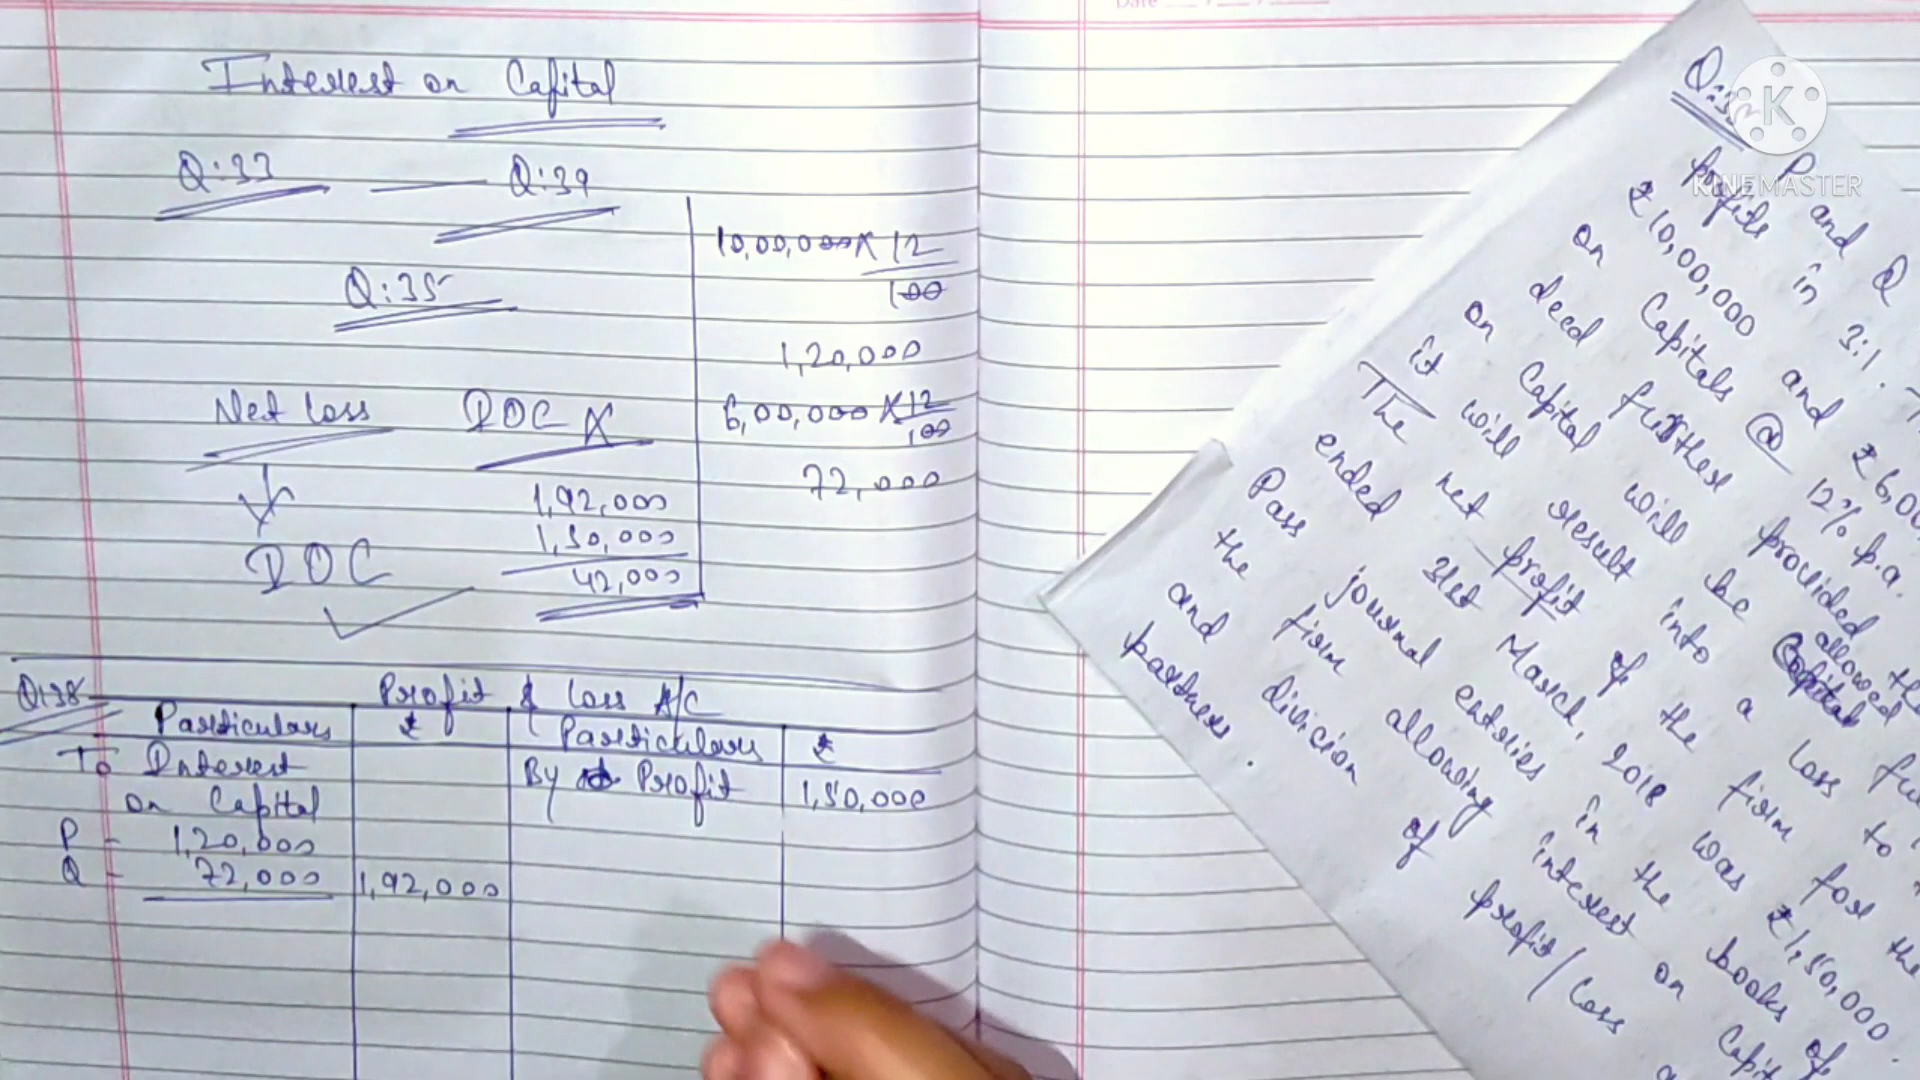 Interest on Capital
Q:33 — Q:39
Q:35
10,00,000 X 12
100
1,20,000
6,00,000 X 12
100
72,000
Net loss DOC X
DOC
1,92,000
1,50,000
42,000
Q:38 Profit & Loss A/C
Particulars ₹ Particulars ₹
To Interest By Profit 1,50,000
on Capital
P - 1,20,000
Q - 72,000 1,92,000
Date
P and Q
profits in 3:1.
₹10,00,000 and ₹6,00
on Capitals @ 12% p.a.
deed further provided
on Capital will be allowed
it will result into a loss to
The net profit of the firm for the
ended 31st March, 2018 was ₹1,50,000.
Pass journal entries in the books of
the firm allowing interest on Capit
and division of profit/loss
partners.
K
KINEMASTER